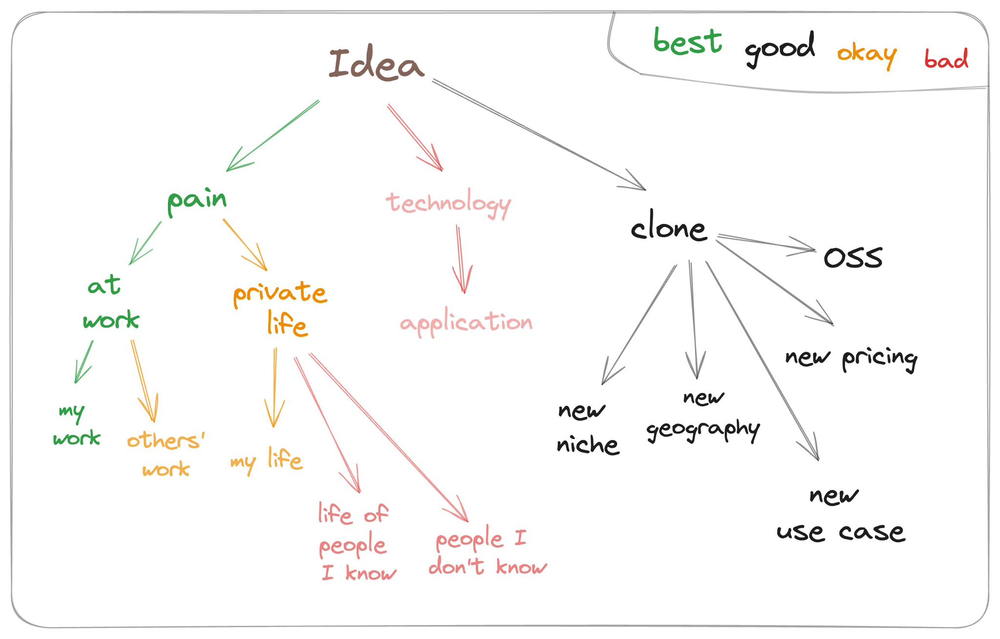 best good okay bad
Idea
pain
technology
clone
OSS
at
work
private
life
application
new pricing
my
work
others'
work
my life
new
niche
new
geography
new
use case
life of
people
I know
people I
don't know